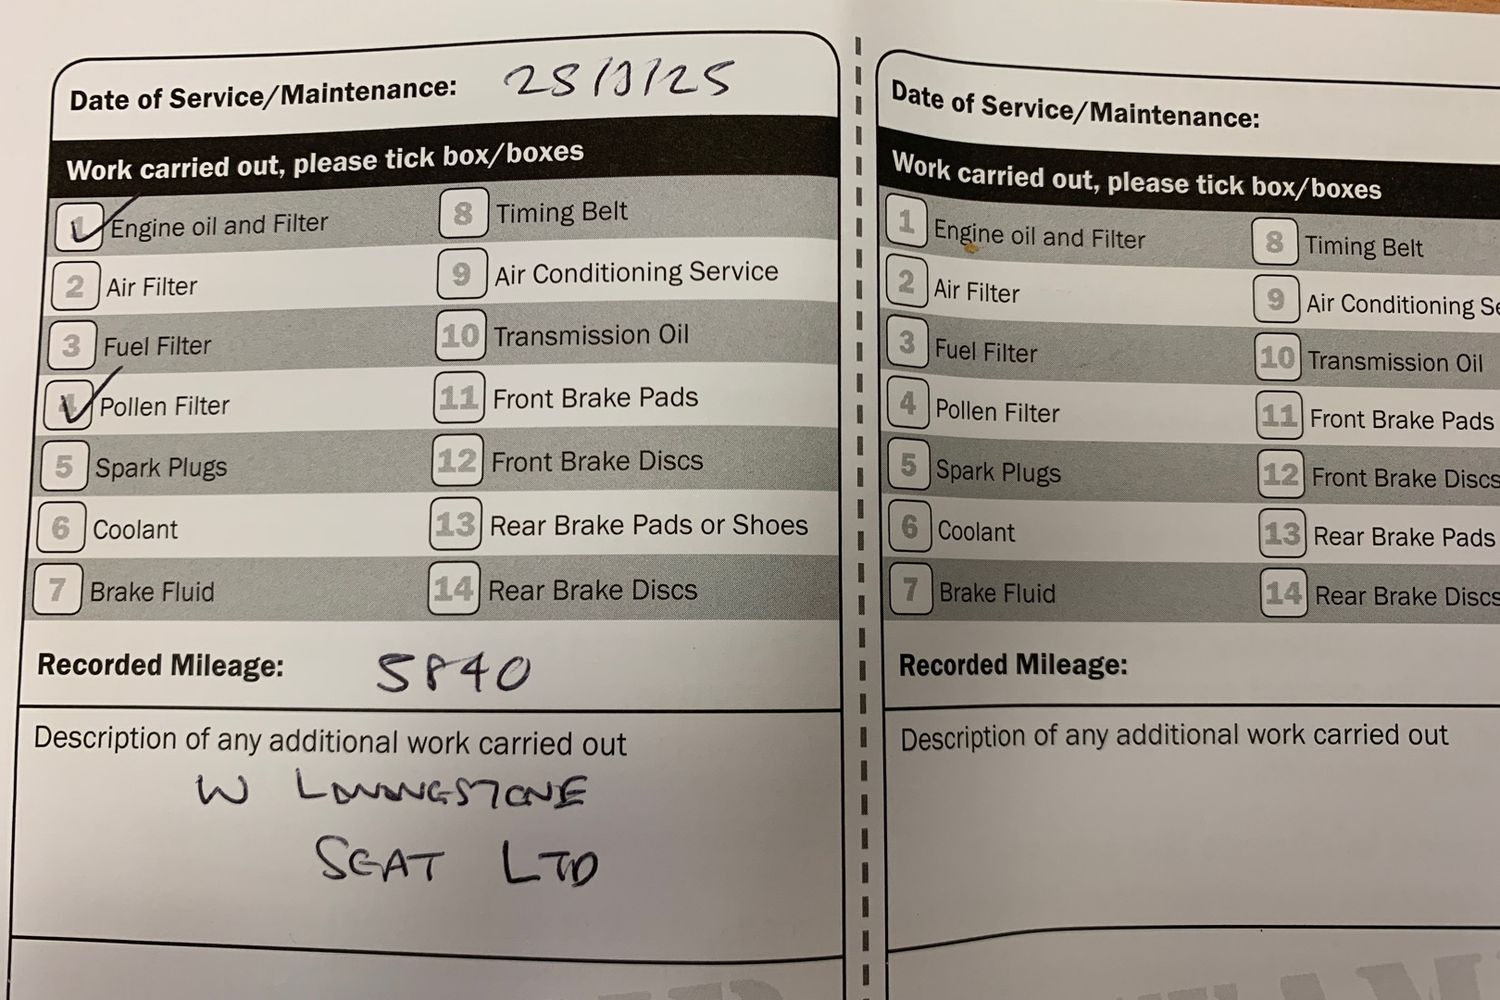 Date of Service/Maintenance: 25/9/25
Work carried out, please tick box/boxes
1 Engine oil and Filter
2 Air Filter
3 Fuel Filter
4 Pollen Filter
5 Spark Plugs
6 Coolant
7 Brake Fluid
8 Timing Belt
9 Air Conditioning Service
10 Transmission Oil
11 Front Brake Pads
12 Front Brake Discs
13 Rear Brake Pads or Shoes
14 Rear Brake Discs
Recorded Mileage: 5840
Description of any additional work carried out
W LIVINGSTONE
SEAT LTD
Date of Service/Maintenance:
Work carried out, please tick box/boxes
1 Engine oil and Filter
2 Air Filter
3 Fuel Filter
4 Pollen Filter
5 Spark Plugs
6 Coolant
7 Brake Fluid
8 Timing Belt
9 Air Conditioning Se
10 Transmission Oil
11 Front Brake Pads
12 Front Brake Discs
13 Rear Brake Pads
14 Rear Brake Discs
Recorded Mileage:
Description of any additional work carried out